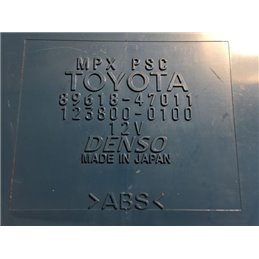 MPX PSC
TOYOTA
89618-47011
123800-0100
12V
DENSO
MADE IN JAPAN
>ABS<